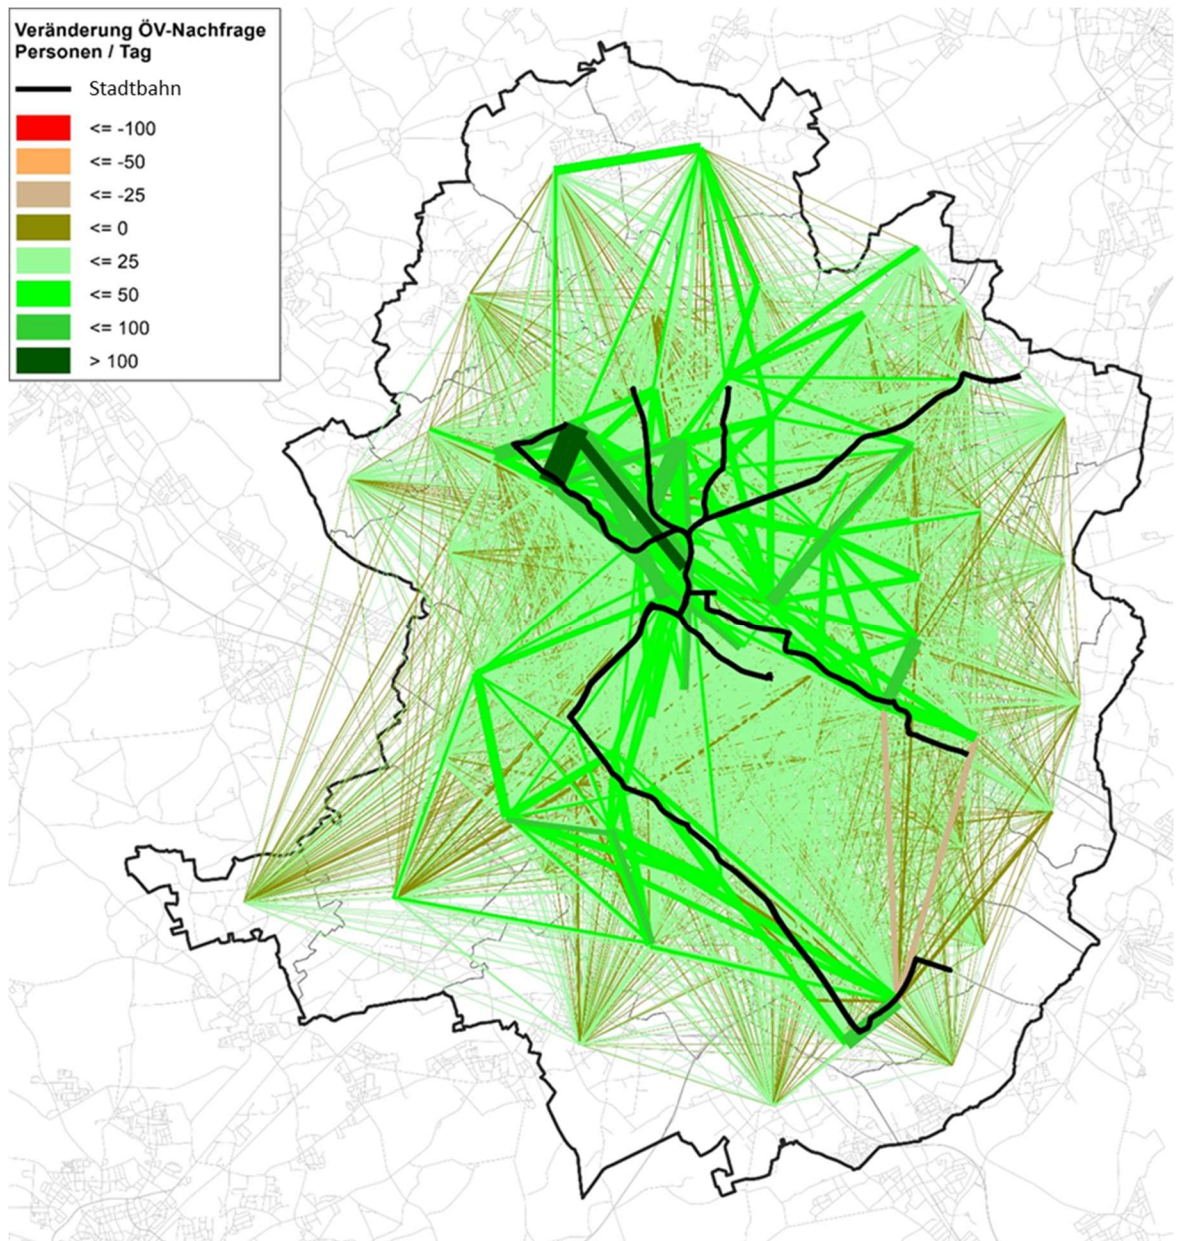 Veränderung ÖV-Nachfrage
Personen / Tag
Stadtbahn
<= -100
<= -50
<= -25
<= 0
<= 25
<= 50
<= 100
> 100